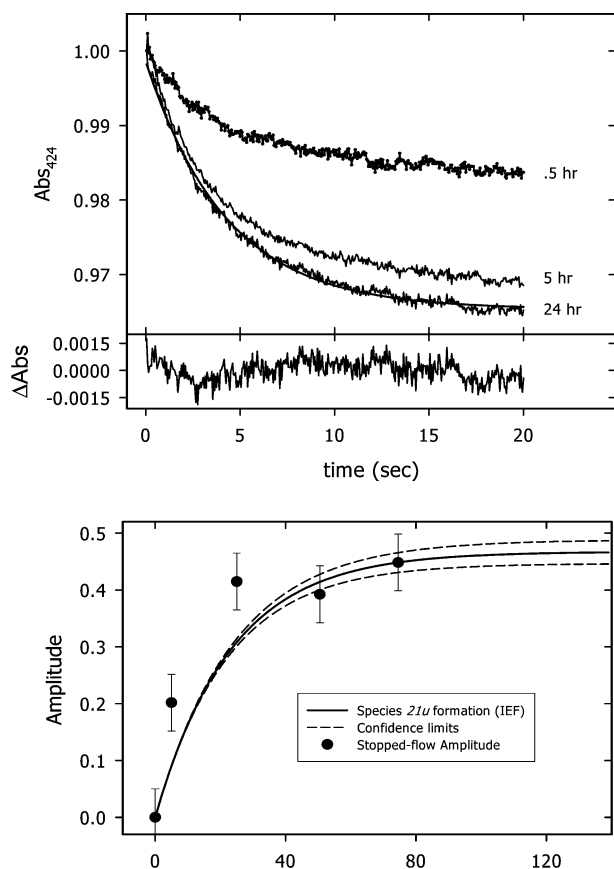 1.00
0.99
0.98
0.97
Abs424
.5 hr
5 hr
24 hr
0.0015
0.0000
-0.0015
ΔAbs
0
5
10
15
20
time (sec)
0.5
0.4
0.3
0.2
0.1
0.0
Amplitude
Species 21u formation (IEF)
Confidence limits
Stopped-flow Amplitude
0
40
80
120